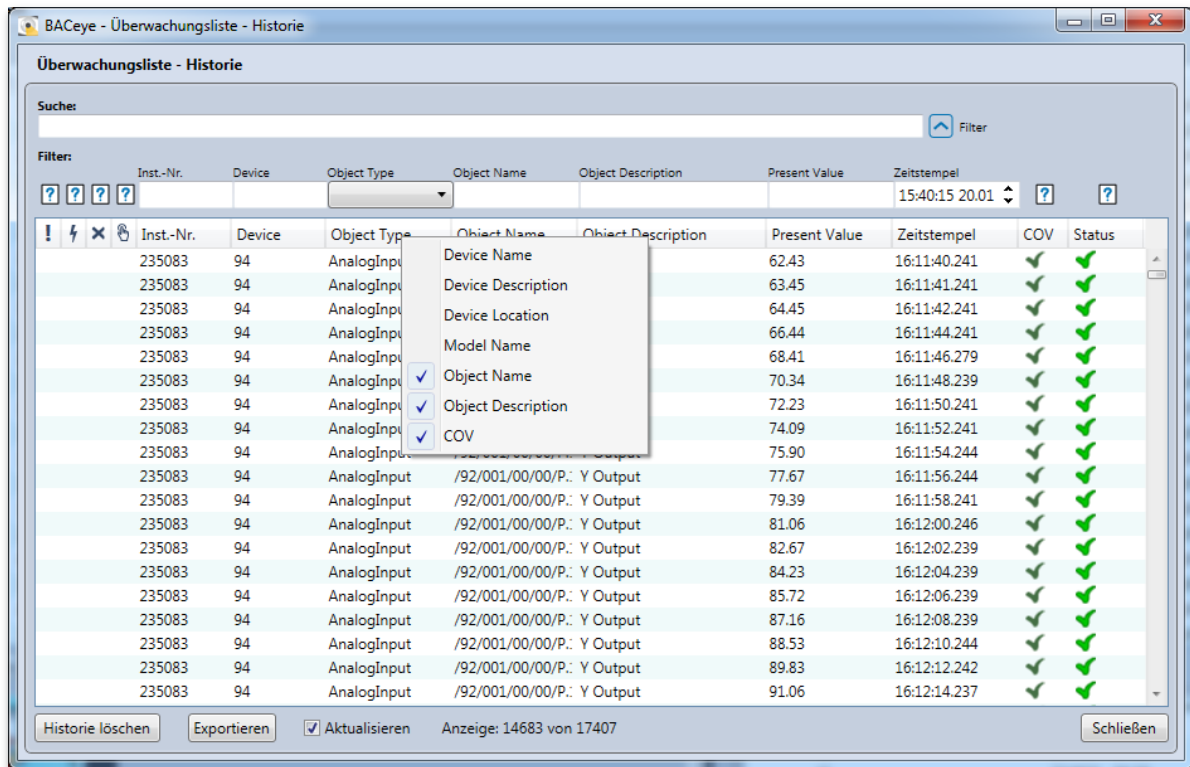 BACeye - Überwachungsliste - Historie
Überwachungsliste - Historie
Suche:
Filter
Filter:
Inst.-Nr. Device Object Type Object Name Object Description Present Value Zeitstempel
15:40:15 20.01
Inst.-Nr. Device Object Type Object Name Object Description Present Value Zeitstempel COV Status
235083 94 AnalogInpu 62.43 16:11:40.241
235083 94 AnalogInpu 63.45 16:11:41.241
235083 94 AnalogInpu 64.45 16:11:42.241
235083 94 AnalogInpu 66.44 16:11:44.241
235083 94 AnalogInpu 68.41 16:11:46.279
235083 94 AnalogInpu 70.34 16:11:48.239
235083 94 AnalogInpu 72.23 16:11:50.241
235083 94 AnalogInpu 74.09 16:11:52.241
Device Name
Device Description
Device Location
Model Name
Object Name
Object Description
COV
235083 94 AnalogInput /92/001/00/00/P.: Y Output 75.90 16:11:54.244
235083 94 AnalogInput /92/001/00/00/P.: Y Output 77.67 16:11:56.244
235083 94 AnalogInput /92/001/00/00/P.: Y Output 79.39 16:11:58.241
235083 94 AnalogInput /92/001/00/00/P.: Y Output 81.06 16:12:00.246
235083 94 AnalogInput /92/001/00/00/P.: Y Output 82.67 16:12:02.239
235083 94 AnalogInput /92/001/00/00/P.: Y Output 84.23 16:12:04.239
235083 94 AnalogInput /92/001/00/00/P.: Y Output 85.72 16:12:06.239
235083 94 AnalogInput /92/001/00/00/P.: Y Output 87.16 16:12:08.239
235083 94 AnalogInput /92/001/00/00/P.: Y Output 88.53 16:12:10.244
235083 94 AnalogInput /92/001/00/00/P.: Y Output 89.83 16:12:12.242
235083 94 AnalogInput /92/001/00/00/P.: Y Output 91.06 16:12:14.237
Historie löschen Exportieren Aktualisieren Anzeige: 14683 von 17407 Schließen